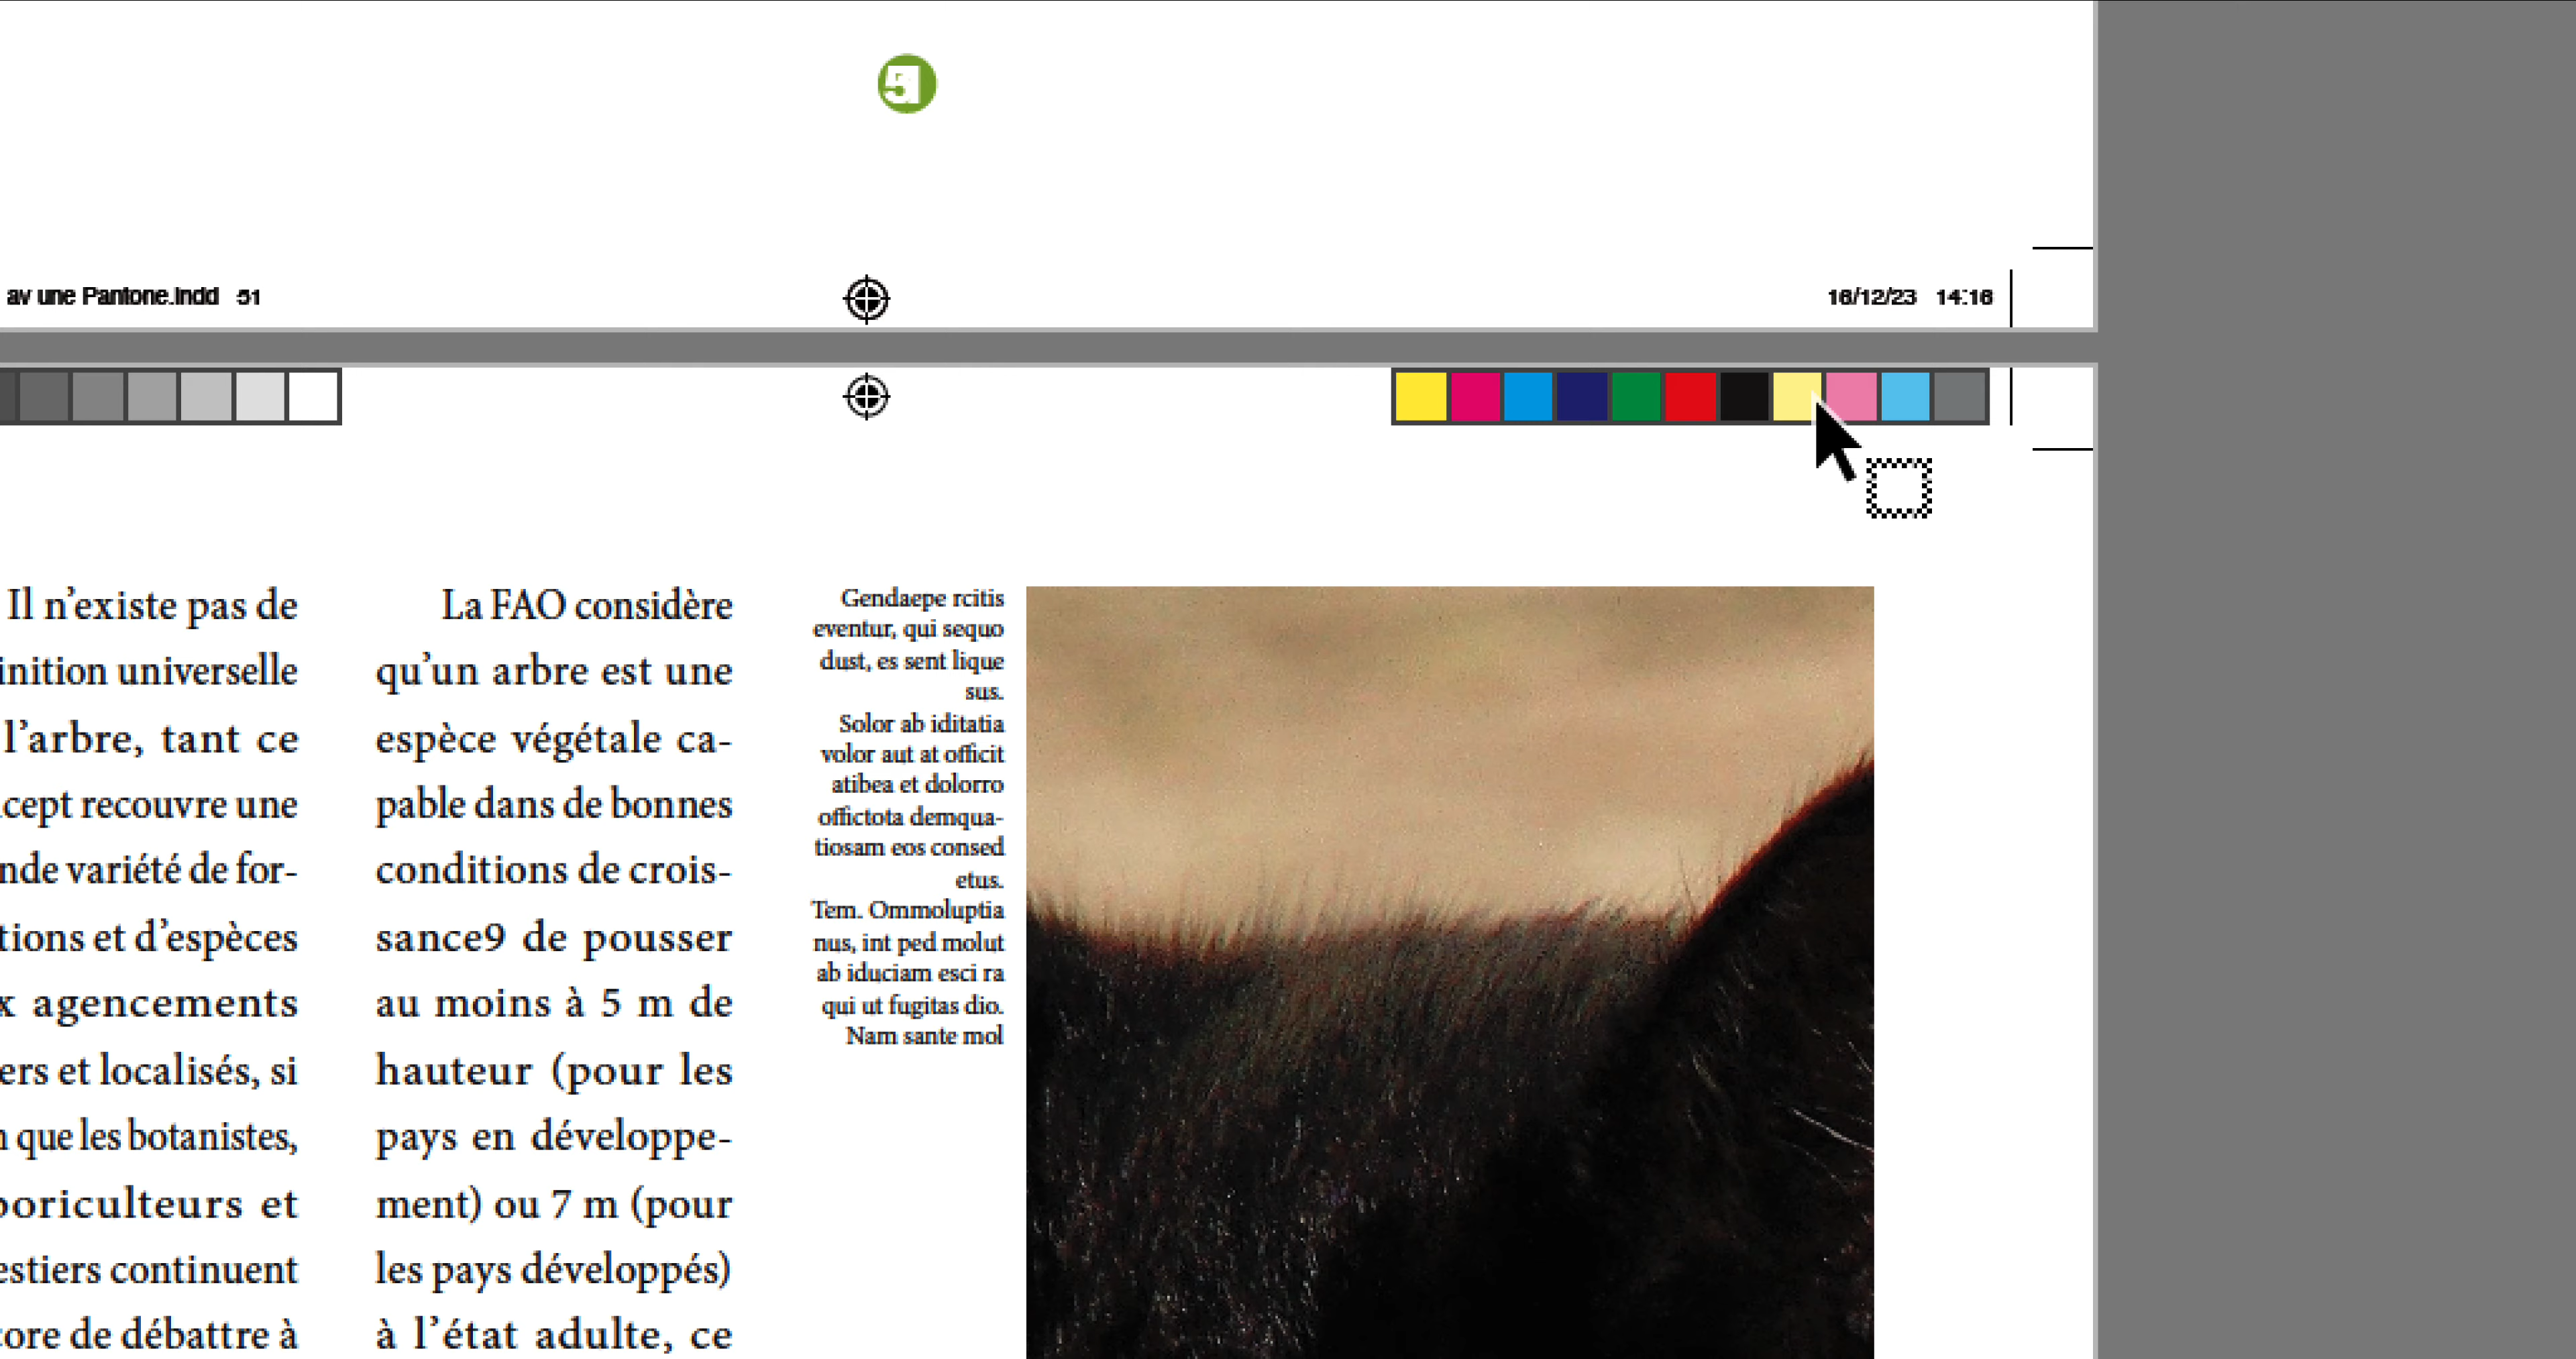 51
av une Pantone.indd 51
16/12/23 14:16
Il n’existe pas de
inition universelle
l’arbre, tant ce
cept recouvre une
nde variété de for-
tions et d’espèces
x agencements
ers et localisés, si
que les botanistes,
boriculteurs et
estiers continuent
core de débattre à
La FAO considère
qu’un arbre est une
espèce végétale ca-
pable dans de bonnes
conditions de crois-
sance9 de pousser
au moins à 5 m de
hauteur (pour les
pays en développe-
ment) ou 7 m (pour
les pays développés)
à l’état adulte, ce
Gendaepe rcitis
eventur, qui sequo
dust, es sent lique
sus.
Solor ab iditatia
volor aut at officit
atibea et dolorro
offictota demqua-
tiosam eos consed
etus.
Tem. Ommoluptia
nus, int ped molut
ab iduciam esci ra
qui ut fugitas dio.
Nam sante mol